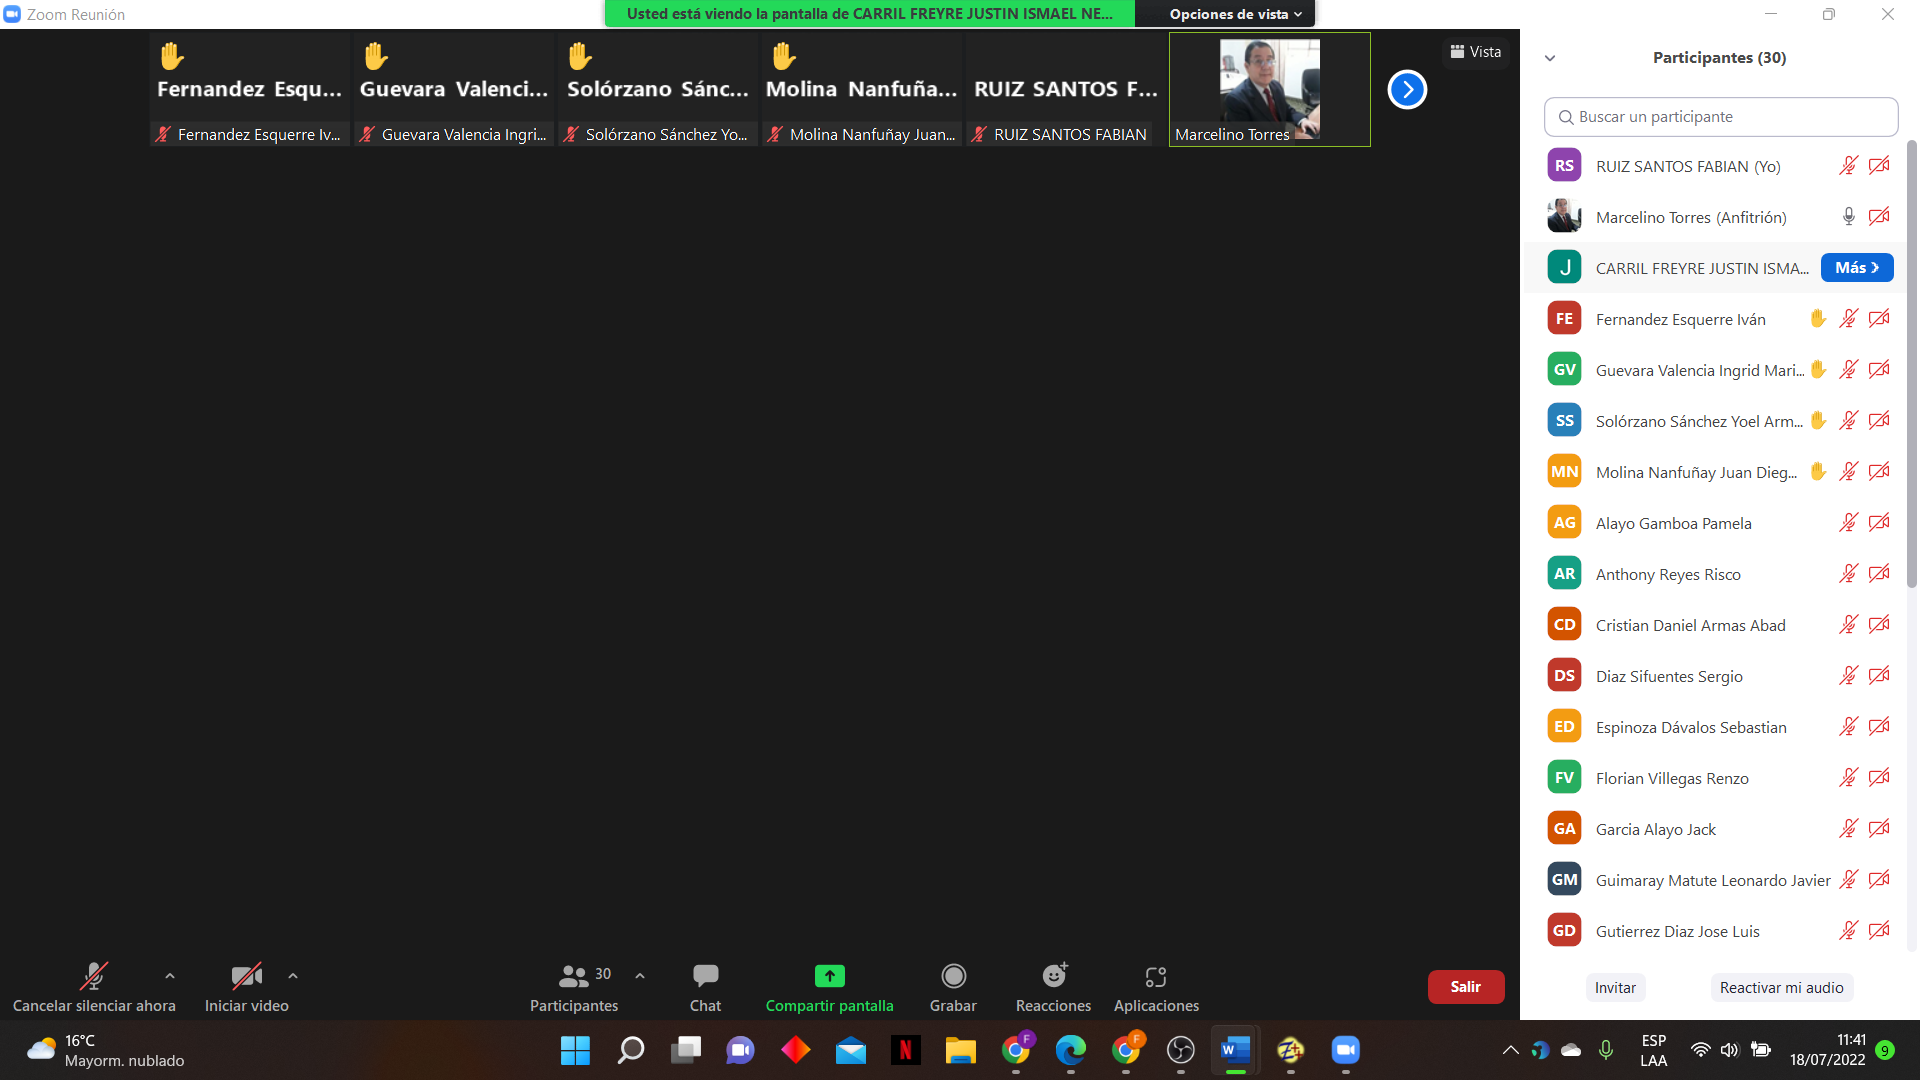 Zoom Reunión
Usted está viendo la pantalla de CARRIL FREYRE JUSTIN ISMAEL NE...
Opciones de vista
Fernandez Esqu...
Guevara Valenci...
Solórzano Sánc...
Molina Nanfuña...
RUIZ SANTOS F...
Fernandez Esquerre Iv...
Guevara Valencia Ingri...
Solórzano Sánchez Yo...
Molina Nanfuñay Juan...
RUIZ SANTOS FABIAN
Marcelino Torres
Vista
Participantes (30)
Buscar un participante
RS RUIZ SANTOS FABIAN (Yo)
Marcelino Torres (Anfitrión)
J CARRIL FREYRE JUSTIN ISMA... Más
FE Fernandez Esquerre Iván
GV Guevara Valencia Ingrid Mari...
SS Solórzano Sánchez Yoel Arm...
MN Molina Nanfuñay Juan Dieg...
AG Alayo Gamboa Pamela
AR Anthony Reyes Risco
CD Cristian Daniel Armas Abad
DS Diaz Sifuentes Sergio
ED Espinoza Dávalos Sebastian
FV Florian Villegas Renzo
GA Garcia Alayo Jack
GM Guimaray Matute Leonardo Javier
GD Gutierrez Diaz Jose Luis
Invitar
Reactivar mi audio
Cancelar silenciar ahora
Iniciar video
30
Participantes
Chat
Compartir pantalla
Grabar
Reacciones
Aplicaciones
Salir
16°C
Mayorm. nublado
N
F
F
W
ESP
LAA
11:41
18/07/2022
9